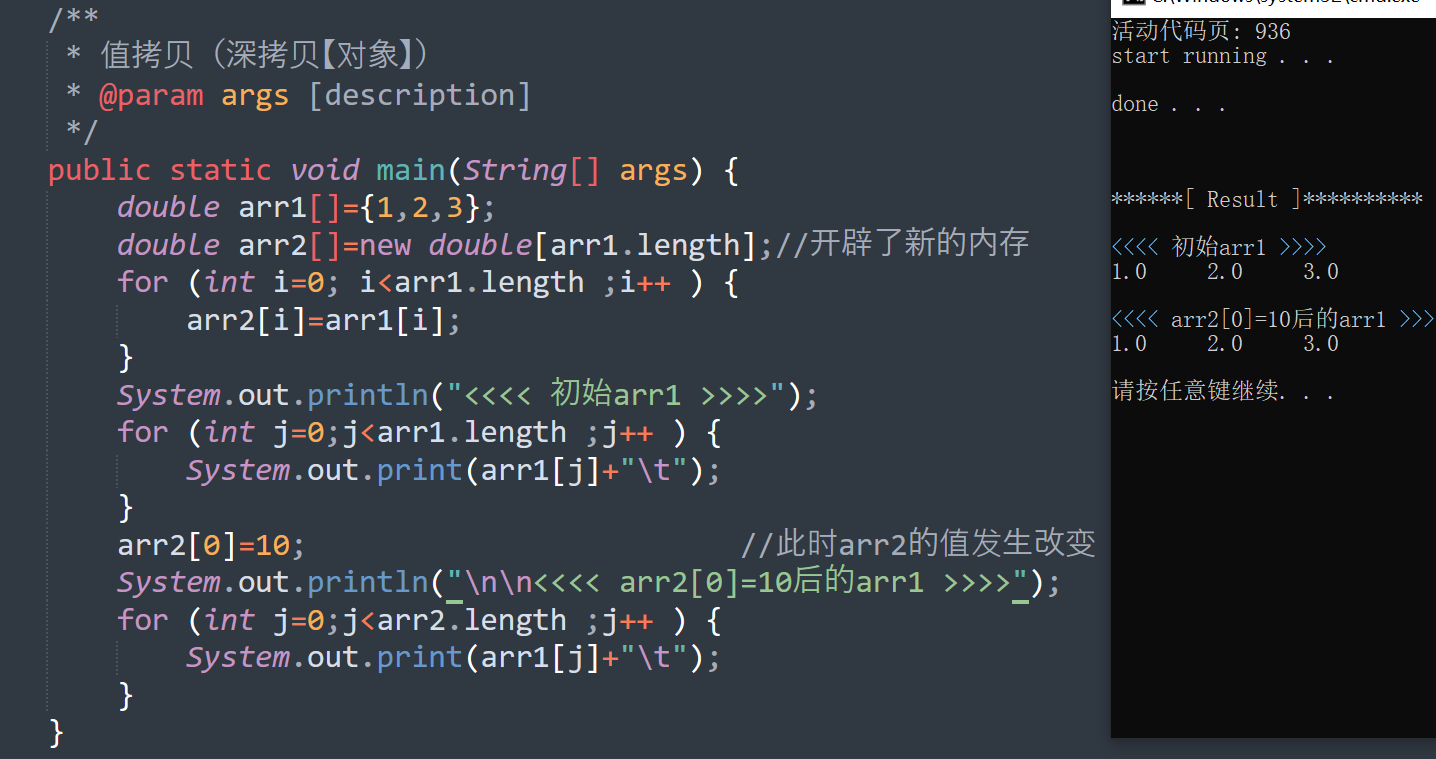 /**
 * 值拷贝（深拷贝【对象】）
 * @param args [description]
 */
public static void main(String[] args) {
    double arr1[]={1,2,3};
    double arr2[]=new double[arr1.length];//开辟了新的内存
    for (int i=0; i<arr1.length ;i++ ) {
        arr2[i]=arr1[i];
    }
    System.out.println("<<<< 初始arr1 >>>>");
    for (int j=0;j<arr1.length ;j++ ) {
        System.out.print(arr1[j]+"\t");
    }
    arr2[0]=10;                         //此时arr2的值发生改变
    System.out.println("\n\n<<<< arr2[0]=10后的arr1 >>>>");
    for (int j=0;j<arr2.length ;j++ ) {
        System.out.print(arr1[j]+"\t");
    }
}
活动代码页: 936
start running . . .
done . . .
******[ Result ]**********
<<<< 初始arr1 >>>>
1.0     2.0     3.0
<<<< arr2[0]=10后的arr1 >>>
1.0     2.0     3.0
请按任意键继续. . .